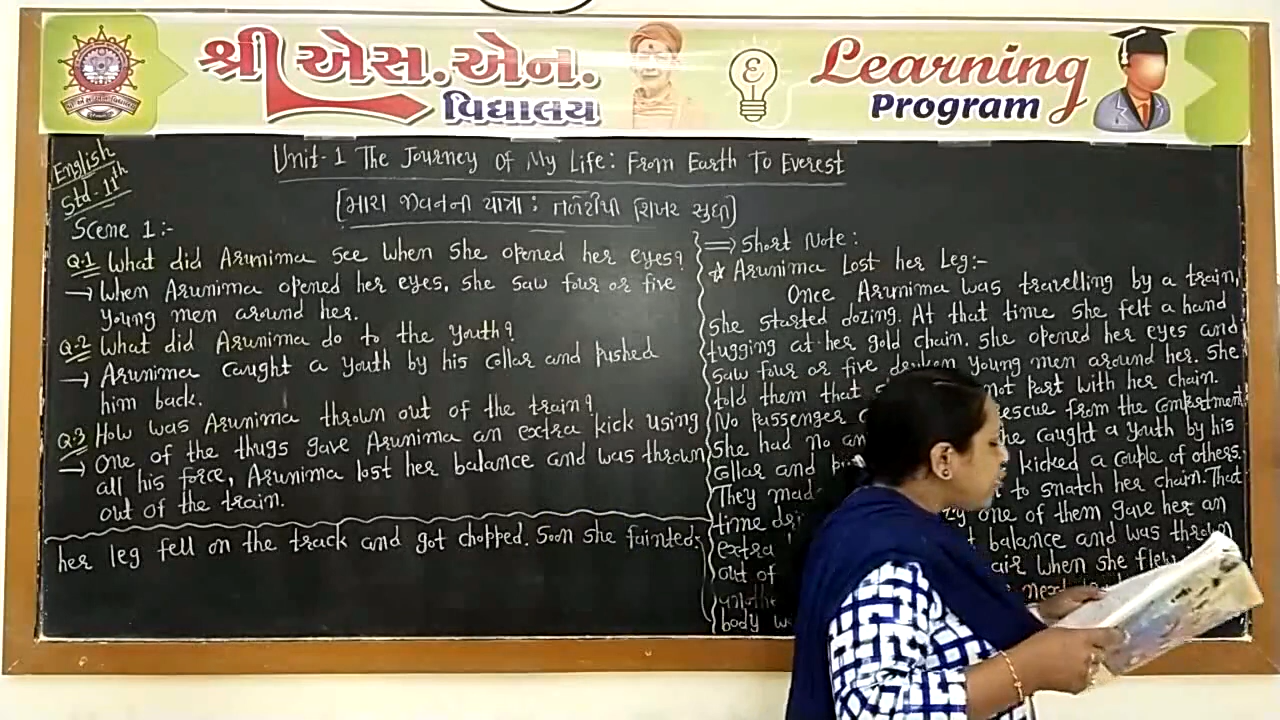 શ્રી એસ.એન.
વિદ્યાલય
Learning
Program
English
Std-11th
Unit-1 The Journey Of My Life: From Earth To Everest
[મારા જીવનની યાત્રા : તળેટીથી શિખર સુધી]
Scene 1:-
Q.1 What did Arunima see when she opened her eyes?
→ When Arunima opened her eyes, she saw four or five
young men around her.
Q.2 What did Arunima do to the youth?
→ Arunima caught a youth by his collar and pushed
him back.
Q.3 How was Arunima thrown out of the train?
→ One of the thugs gave Arunima an extra kick using
all his force, Arunima lost her balance and was thrown
out of the train.
⇒ Short Note:
☆ Arunima Lost her Leg:-
Once Arunima was travelling by a train,
she started dozing. At that time she felt a hand
tugging at her gold chain. She opened her eyes and
saw four or five young men around her. She
told them that not part with her chain.
No passenger rescue from the compartment.
She had no caught a youth by his
collar and kicked a couple of others.
They mad to snatch her chain. That
time one of them gave her an
extra balance and was thrown
out of air when she flew
next
body
her leg fell on the track and got chopped. Soon she fainted.